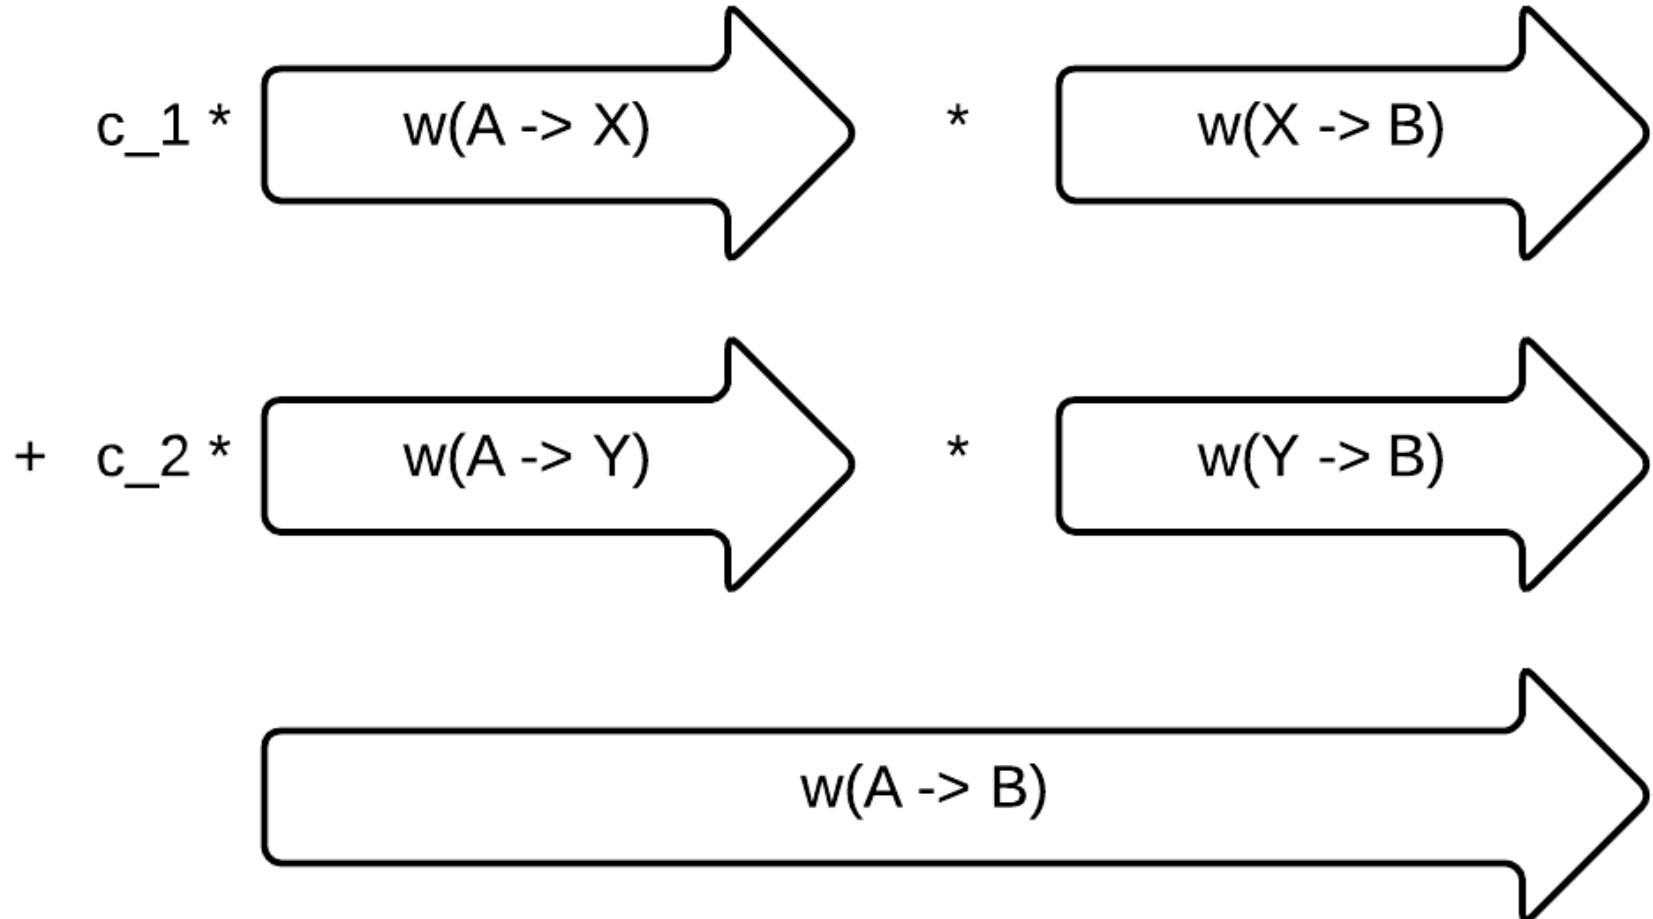 c_1 * w(A -> X) * w(X -> B)
+ c_2 * w(A -> Y) * w(Y -> B)
w(A -> B)